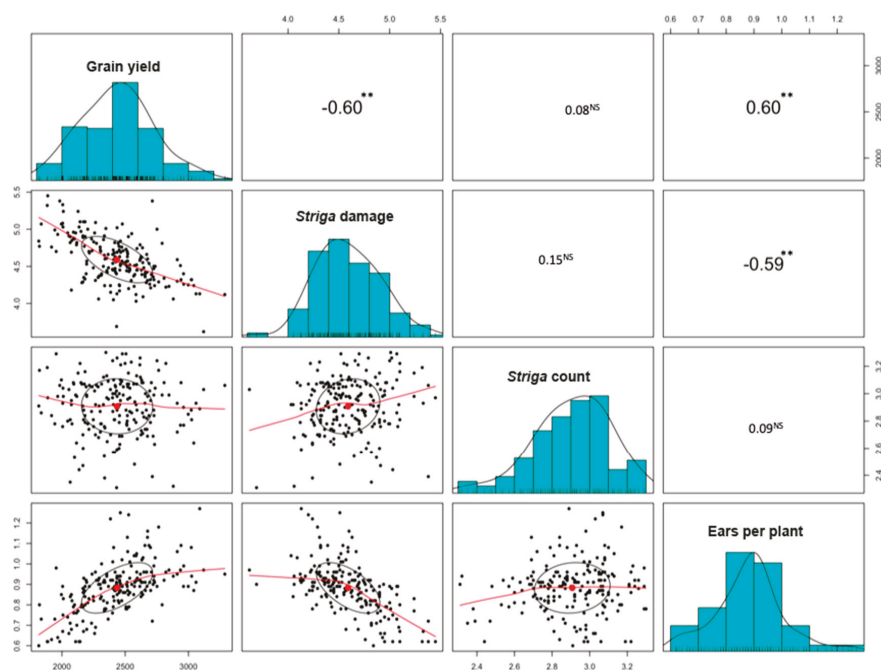 4.0 4.5 5.0 5.5
0.6 0.7 0.8 0.9 1.0 1.1 1.2
Grain yield
-0.60**
0.08NS
0.60**
2000 2500 3000
4.0 4.5 5.0 5.5
Striga damage
0.15NS
-0.59**
Striga count
0.09NS
2.4 2.6 2.8 3.0 3.2
0.6 0.7 0.8 0.9 1.0 1.1 1.2
Ears per plant
2000 2500 3000
2.4 2.6 2.8 3.0 3.2